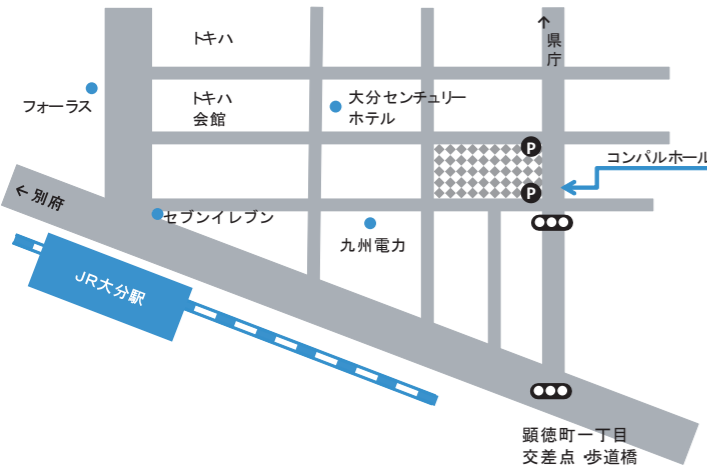 トキハ
↑
県
庁
フォーラス
トキハ
会館
大分センチュリー
ホテル
P
コンパルホール
P
←別府
セブンイレブン
九州電力
JR大分駅
顕徳町一丁目
交差点・歩道橋